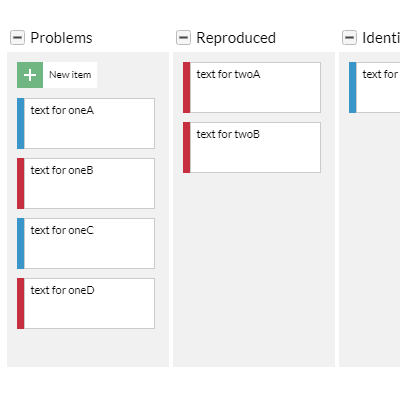 Problems
New item
text for oneA
text for oneB
text for oneC
text for oneD
Reproduced
text for twoA
text for twoB
Identi
text for